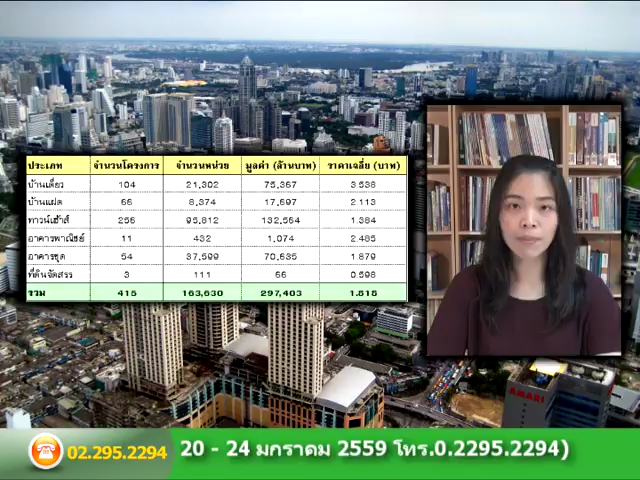 ประเภท จำนวนโครงการ จำนวนหน่วย มูลค่า (ล้านบาท) ราคาเฉลี่ย (บาท)
บ้านเดี่ยว 104 21,302 75,367 3.538
บ้านแฝด 66 8,374 17,697 2.113
ทาวน์เฮ้าส์ 256 95,812 132,564 1.384
อาคารพาณิชย์ 11 432 1,074 2.485
อาคารชุด 54 37,599 70,635 1.879
ที่ดินจัดสรร 3 111 66 0.598
รวม 415 163,630 297,403 1.818
AMARI
02.295.2294
20 - 24 มกราคม 2559 โทร.0.2295.2294)